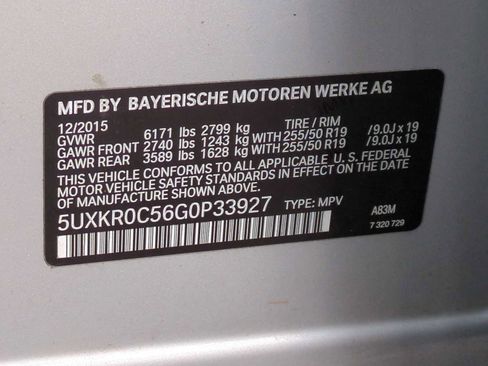 MFD BY BAYERISCHE MOTOREN WERKE AG
12/2015 TIRE / RIM
GVWR 6171 lbs 2799 kg
GAWR FRONT 2740 lbs 1243 kg WITH 255/50 R19 /9.0J x 19
GAWR REAR 3589 lbs 1628 kg WITH 255/50 R19 /9.0J x 19
THIS VEHICLE CONFORMS TO ALL APPLICABLE U.S. FEDERAL
MOTOR VEHICLE SAFETY STANDARDS IN EFFECT ON THE
DATE OF MANUFACTURE SHOWN ABOVE.
5UXKR0C56G0P33927 TYPE: MPV A83M
7 320 729